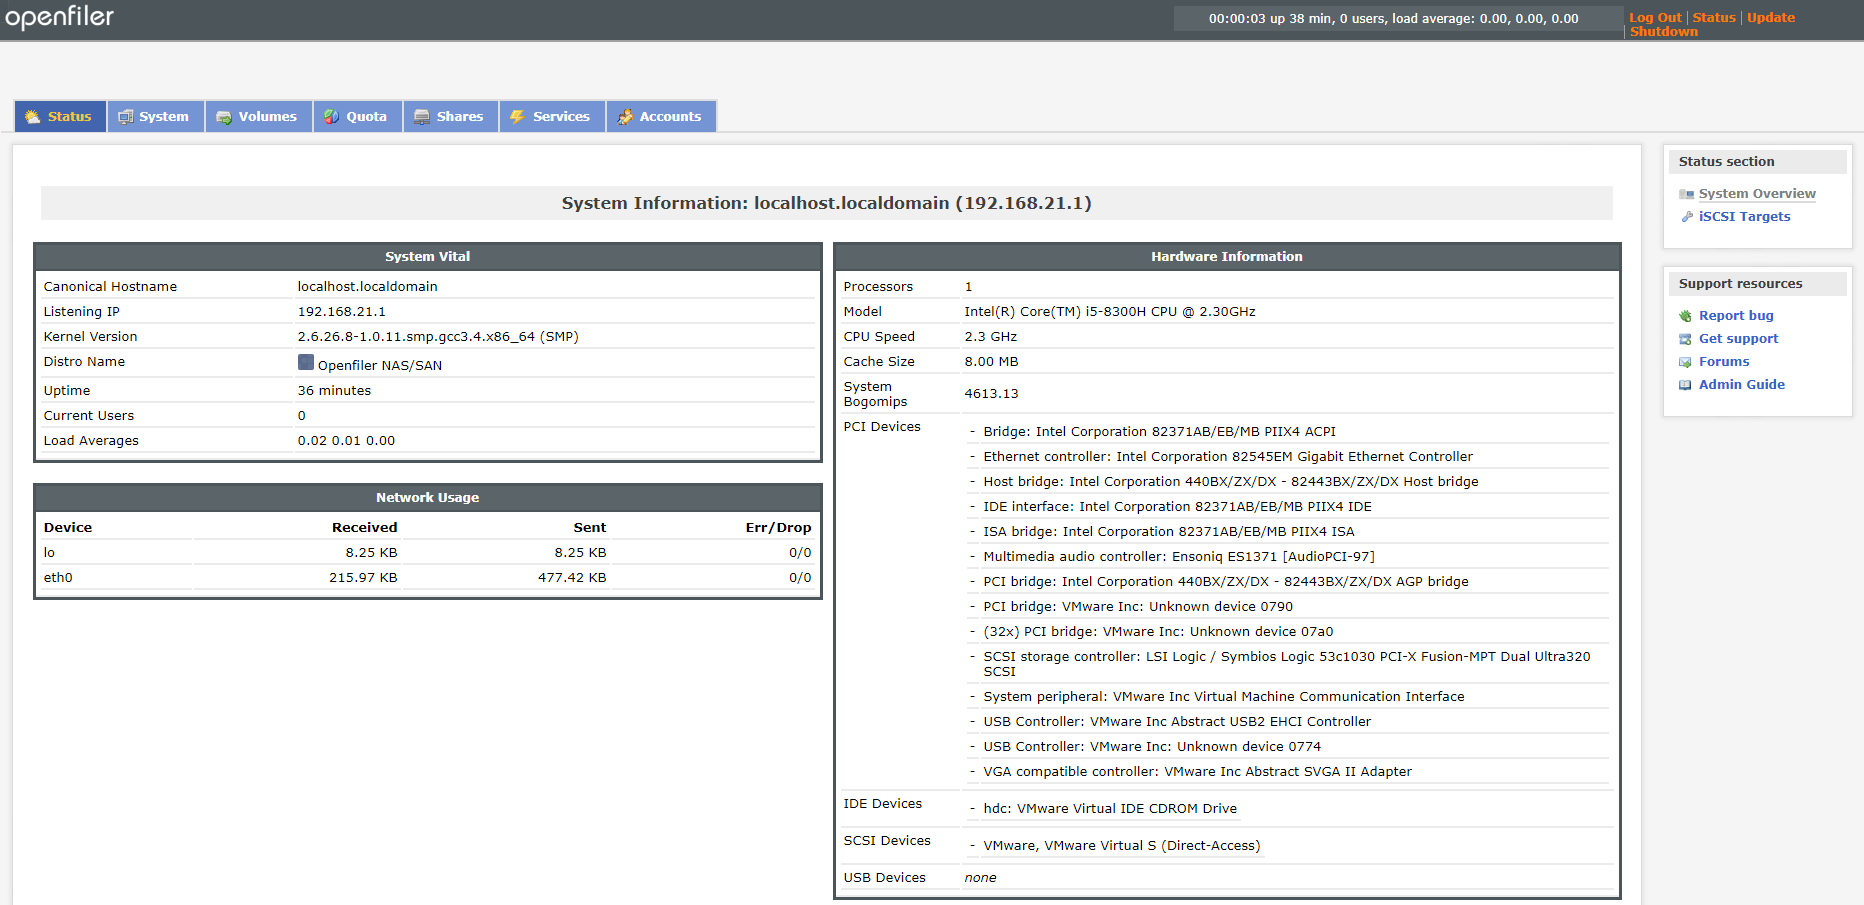 openfiler
00:00:03 up 38 min, 0 users, load average: 0.00, 0.00, 0.00
Log Out | Status | Update
| Shutdown
Status System Volumes Quota Shares Services Accounts
System Information: localhost.localdomain (192.168.21.1)
System Vital
Canonical Hostname localhost.localdomain
Listening IP 192.168.21.1
Kernel Version 2.6.26.8-1.0.11.smp.gcc3.4.x86_64 (SMP)
Distro Name Openfiler NAS/SAN
Uptime 36 minutes
Current Users 0
Load Averages 0.02 0.01 0.00
Network Usage
Device Received Sent Err/Drop
lo 8.25 KB 8.25 KB 0/0
eth0 215.97 KB 477.42 KB 0/0
Hardware Information
Processors 1
Model Intel(R) Core(TM) i5-8300H CPU @ 2.30GHz
CPU Speed 2.3 GHz
Cache Size 8.00 MB
System
Bogomips 4613.13
PCI Devices
- Bridge: Intel Corporation 82371AB/EB/MB PIIX4 ACPI
- Ethernet controller: Intel Corporation 82545EM Gigabit Ethernet Controller
- Host bridge: Intel Corporation 440BX/ZX/DX - 82443BX/ZX/DX Host bridge
- IDE interface: Intel Corporation 82371AB/EB/MB PIIX4 IDE
- ISA bridge: Intel Corporation 82371AB/EB/MB PIIX4 ISA
- Multimedia audio controller: Ensoniq ES1371 [AudioPCI-97]
- PCI bridge: Intel Corporation 440BX/ZX/DX - 82443BX/ZX/DX AGP bridge
- PCI bridge: VMware Inc: Unknown device 0790
- (32x) PCI bridge: VMware Inc: Unknown device 07a0
- SCSI storage controller: LSI Logic / Symbios Logic 53c1030 PCI-X Fusion-MPT Dual Ultra320
SCSI
- System peripheral: VMware Inc Virtual Machine Communication Interface
- USB Controller: VMware Inc Abstract USB2 EHCI Controller
- USB Controller: VMware Inc: Unknown device 0774
- VGA compatible controller: VMware Inc Abstract SVGA II Adapter
IDE Devices
- hdc: VMware Virtual IDE CDROM Drive
SCSI Devices
- VMware, VMware Virtual S (Direct-Access)
USB Devices none
Status section
System Overview
iSCSI Targets
Support resources
Report bug
Get support
Forums
Admin Guide